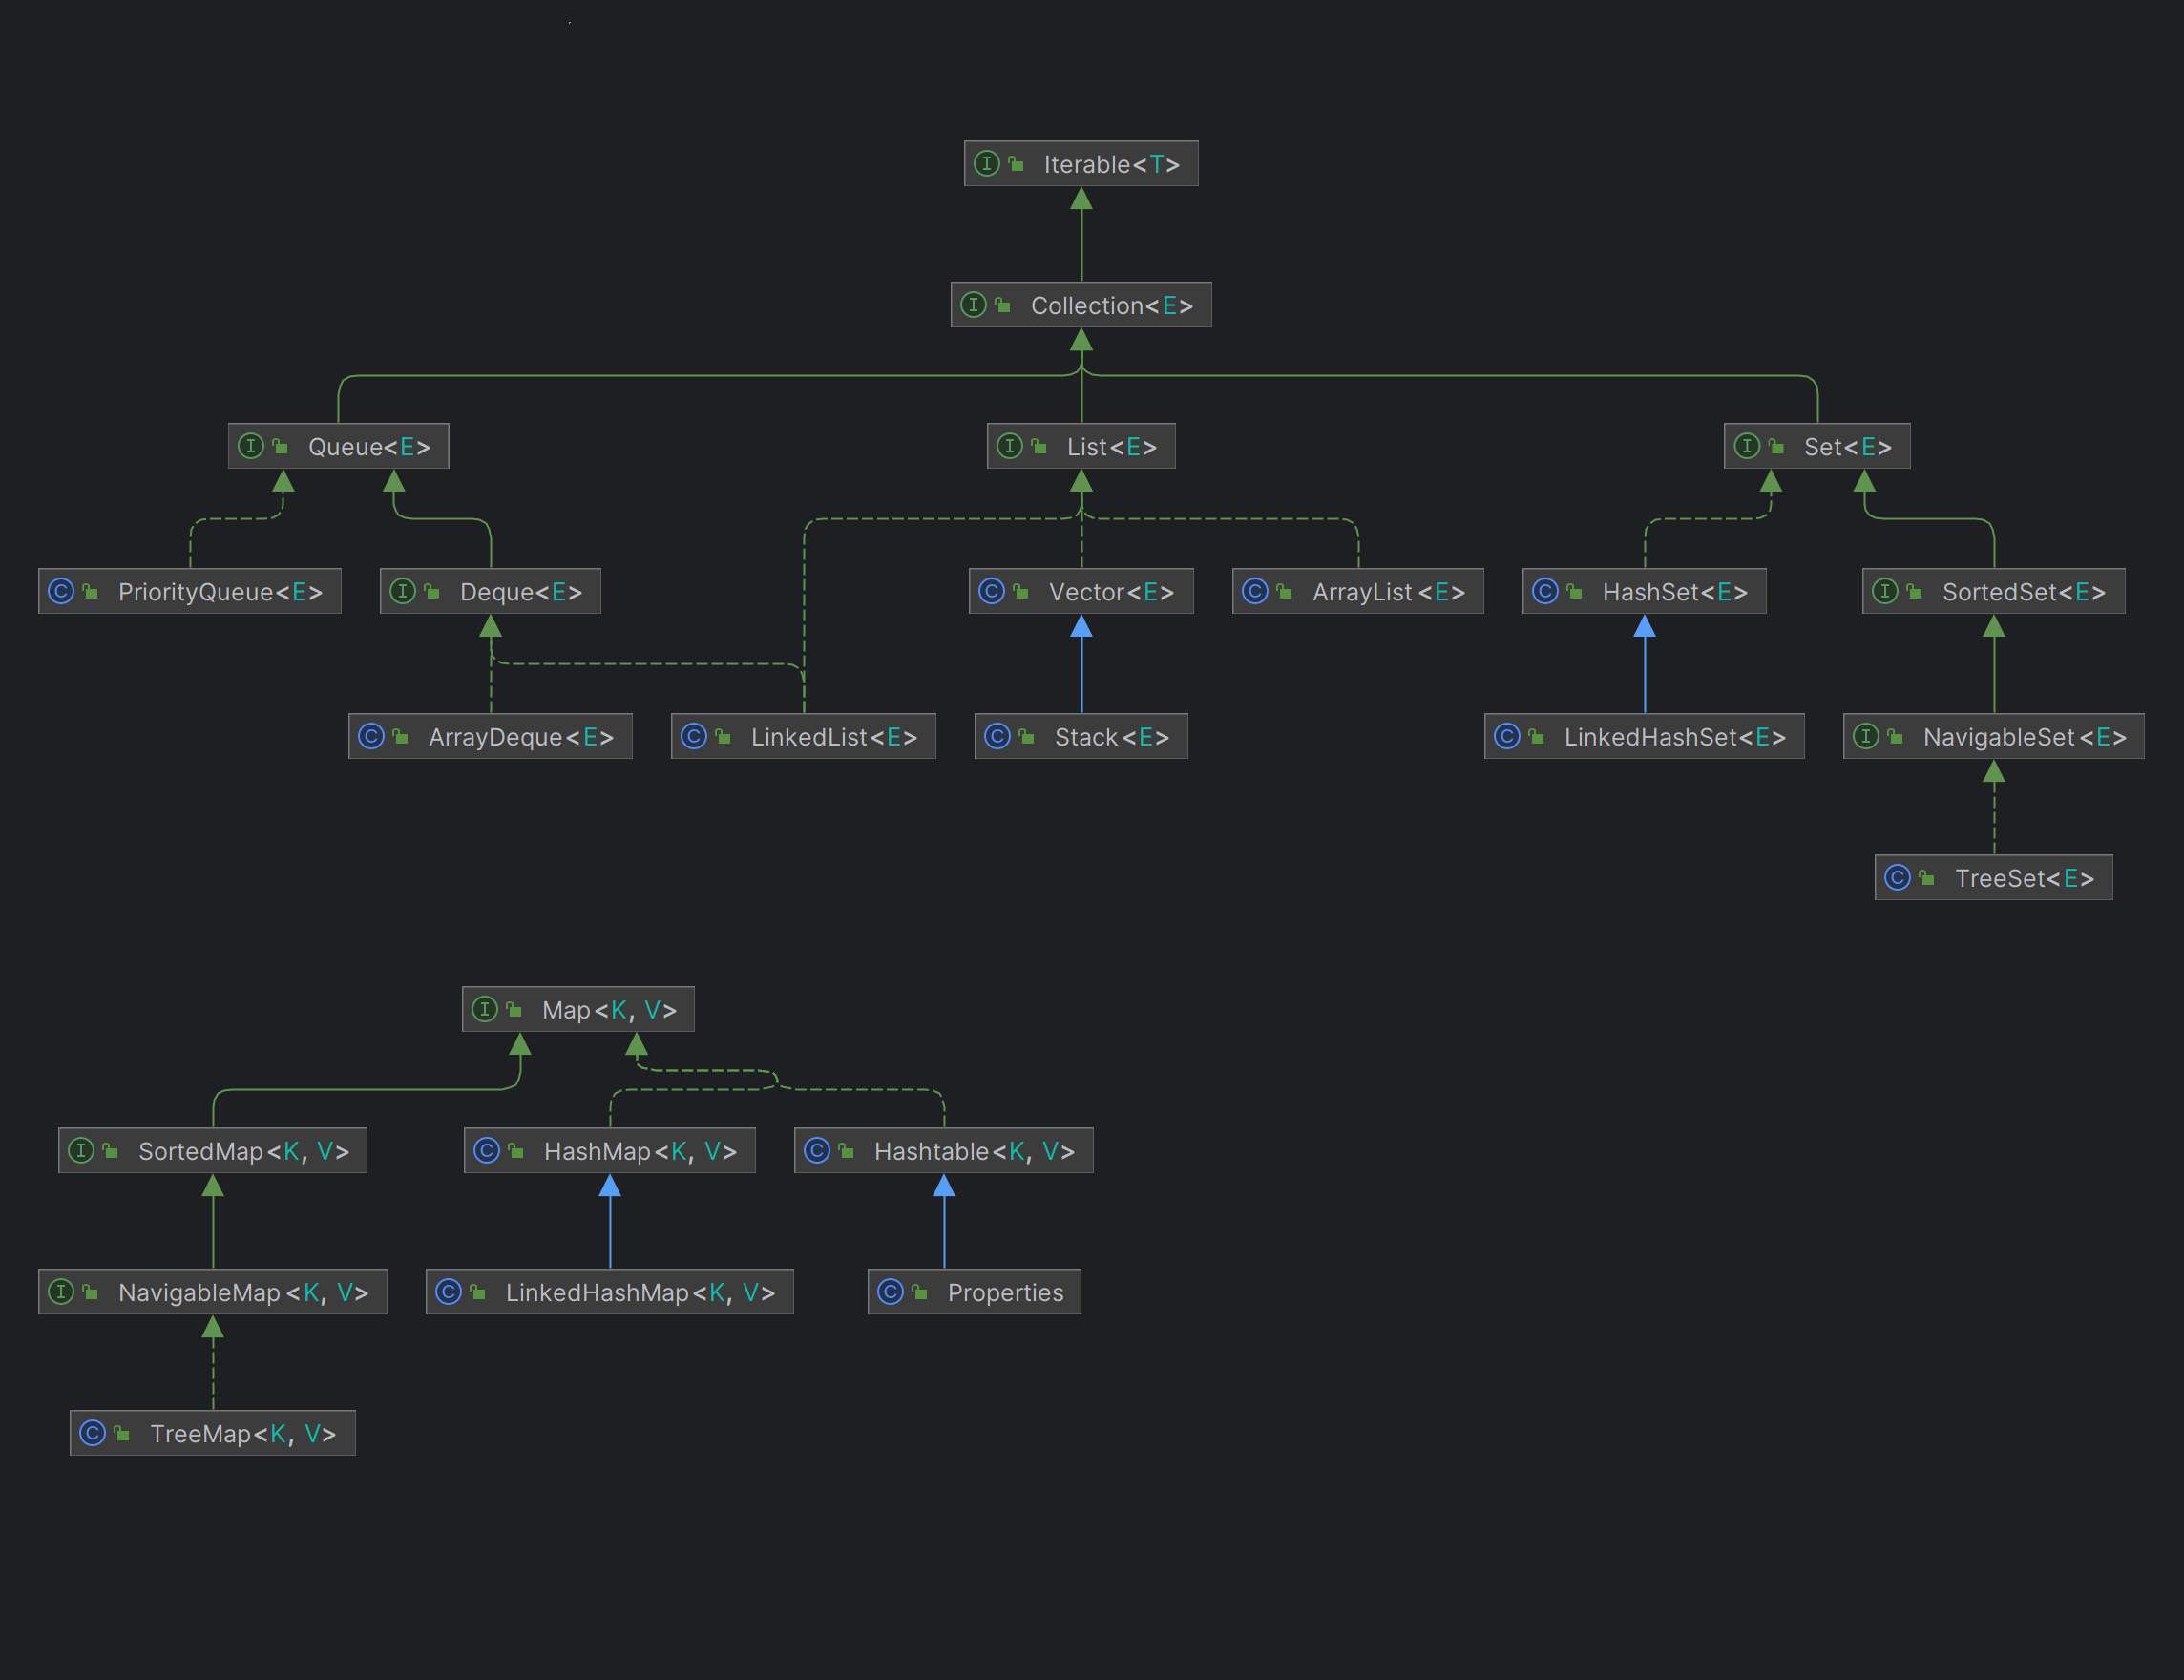 Iterable<T>
Collection<E>
Queue<E>
List<E>
Set<E>
PriorityQueue<E>
Deque<E>
Vector<E>
ArrayList<E>
HashSet<E>
SortedSet<E>
ArrayDeque<E>
LinkedList<E>
Stack<E>
LinkedHashSet<E>
NavigableSet<E>
TreeSet<E>
Map<K, V>
SortedMap<K, V>
HashMap<K, V>
Hashtable<K, V>
NavigableMap<K, V>
LinkedHashMap<K, V>
Properties
TreeMap<K, V>